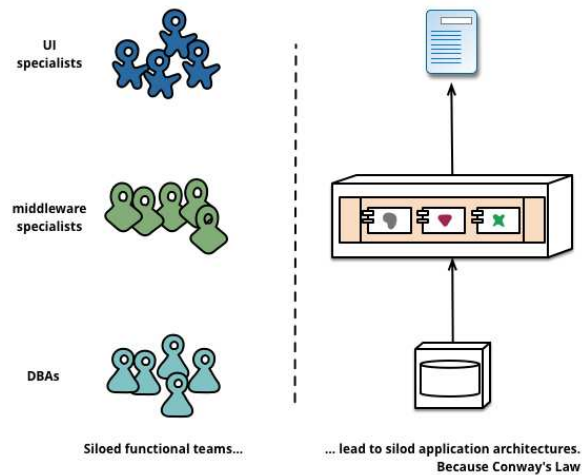 UI
specialists
middleware
specialists
DBAs
Siloed functional teams...
... lead to silod application architectures.
Because Conway's Law